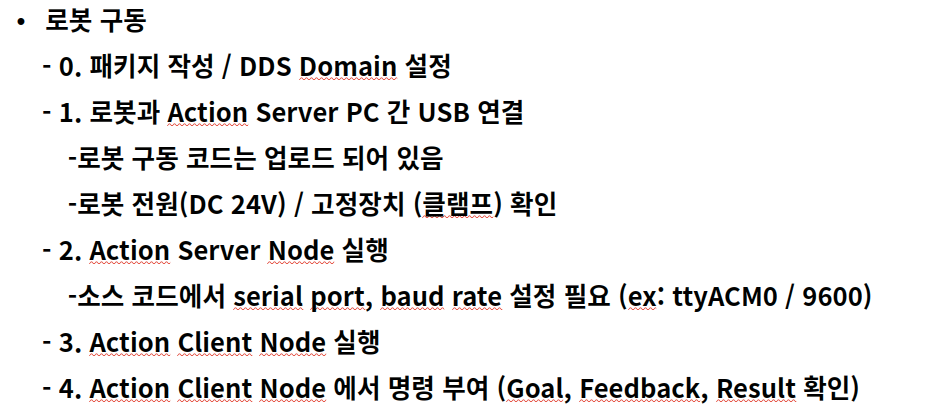 • 로봇 구동
- 0. 패키지 작성 / DDS Domain 설정
- 1. 로봇과 Action Server PC 간 USB 연결
-로봇 구동 코드는 업로드 되어 있음
-로봇 전원(DC 24V) / 고정장치 (클램프) 확인
- 2. Action Server Node 실행
-소스 코드에서 serial port, baud rate 설정 필요 (ex: ttyACM0 / 9600)
- 3. Action Client Node 실행
- 4. Action Client Node 에서 명령 부여 (Goal, Feedback, Result 확인)